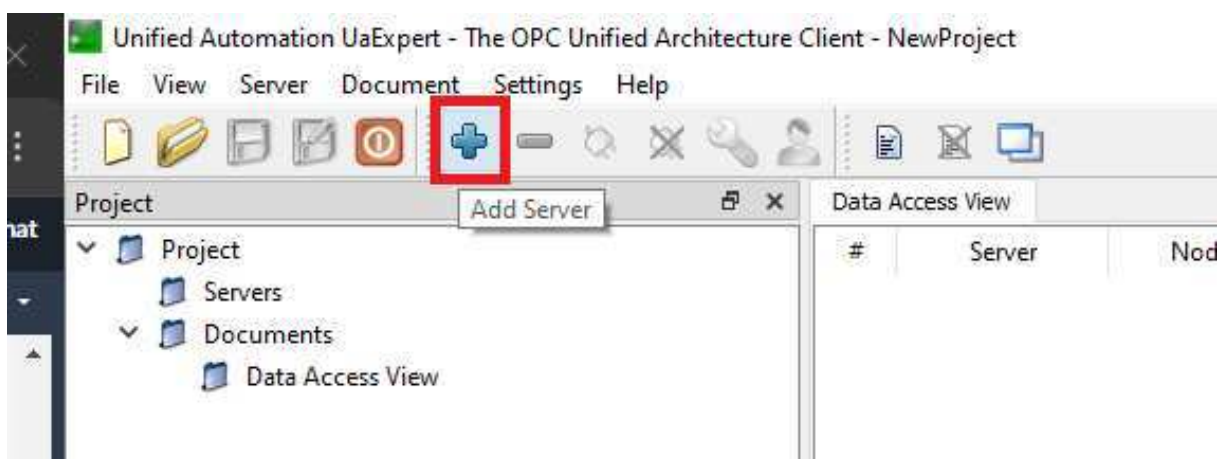 Unified Automation UaExpert - The OPC Unified Architecture Client - NewProject
File View Server Document Settings Help
Add Server
Project
Data Access View
# Server
Project
Servers
Documents
Data Access View